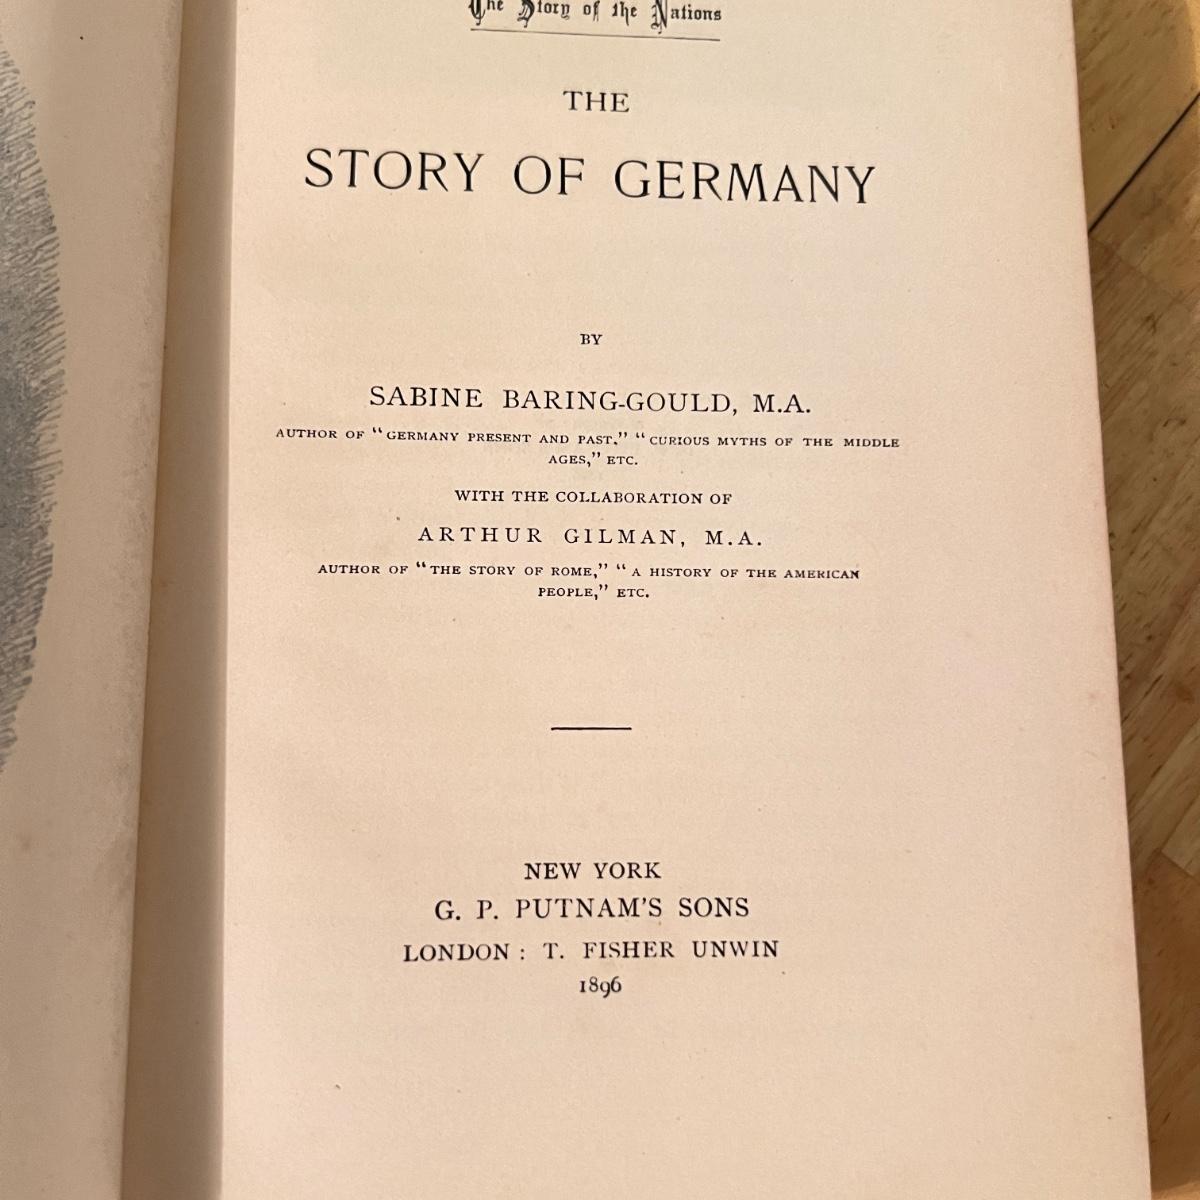 The Story of the Nations
THE
STORY OF GERMANY
BY
SABINE BARING-GOULD, M.A.
AUTHOR OF "GERMANY PRESENT AND PAST," "CURIOUS MYTHS OF THE MIDDLE
AGES," ETC.
WITH THE COLLABORATION OF
ARTHUR GILMAN, M.A.
AUTHOR OF "THE STORY OF ROME," "A HISTORY OF THE AMERICAN
PEOPLE," ETC.
NEW YORK
G. P. PUTNAM'S SONS
LONDON : T. FISHER UNWIN
1896